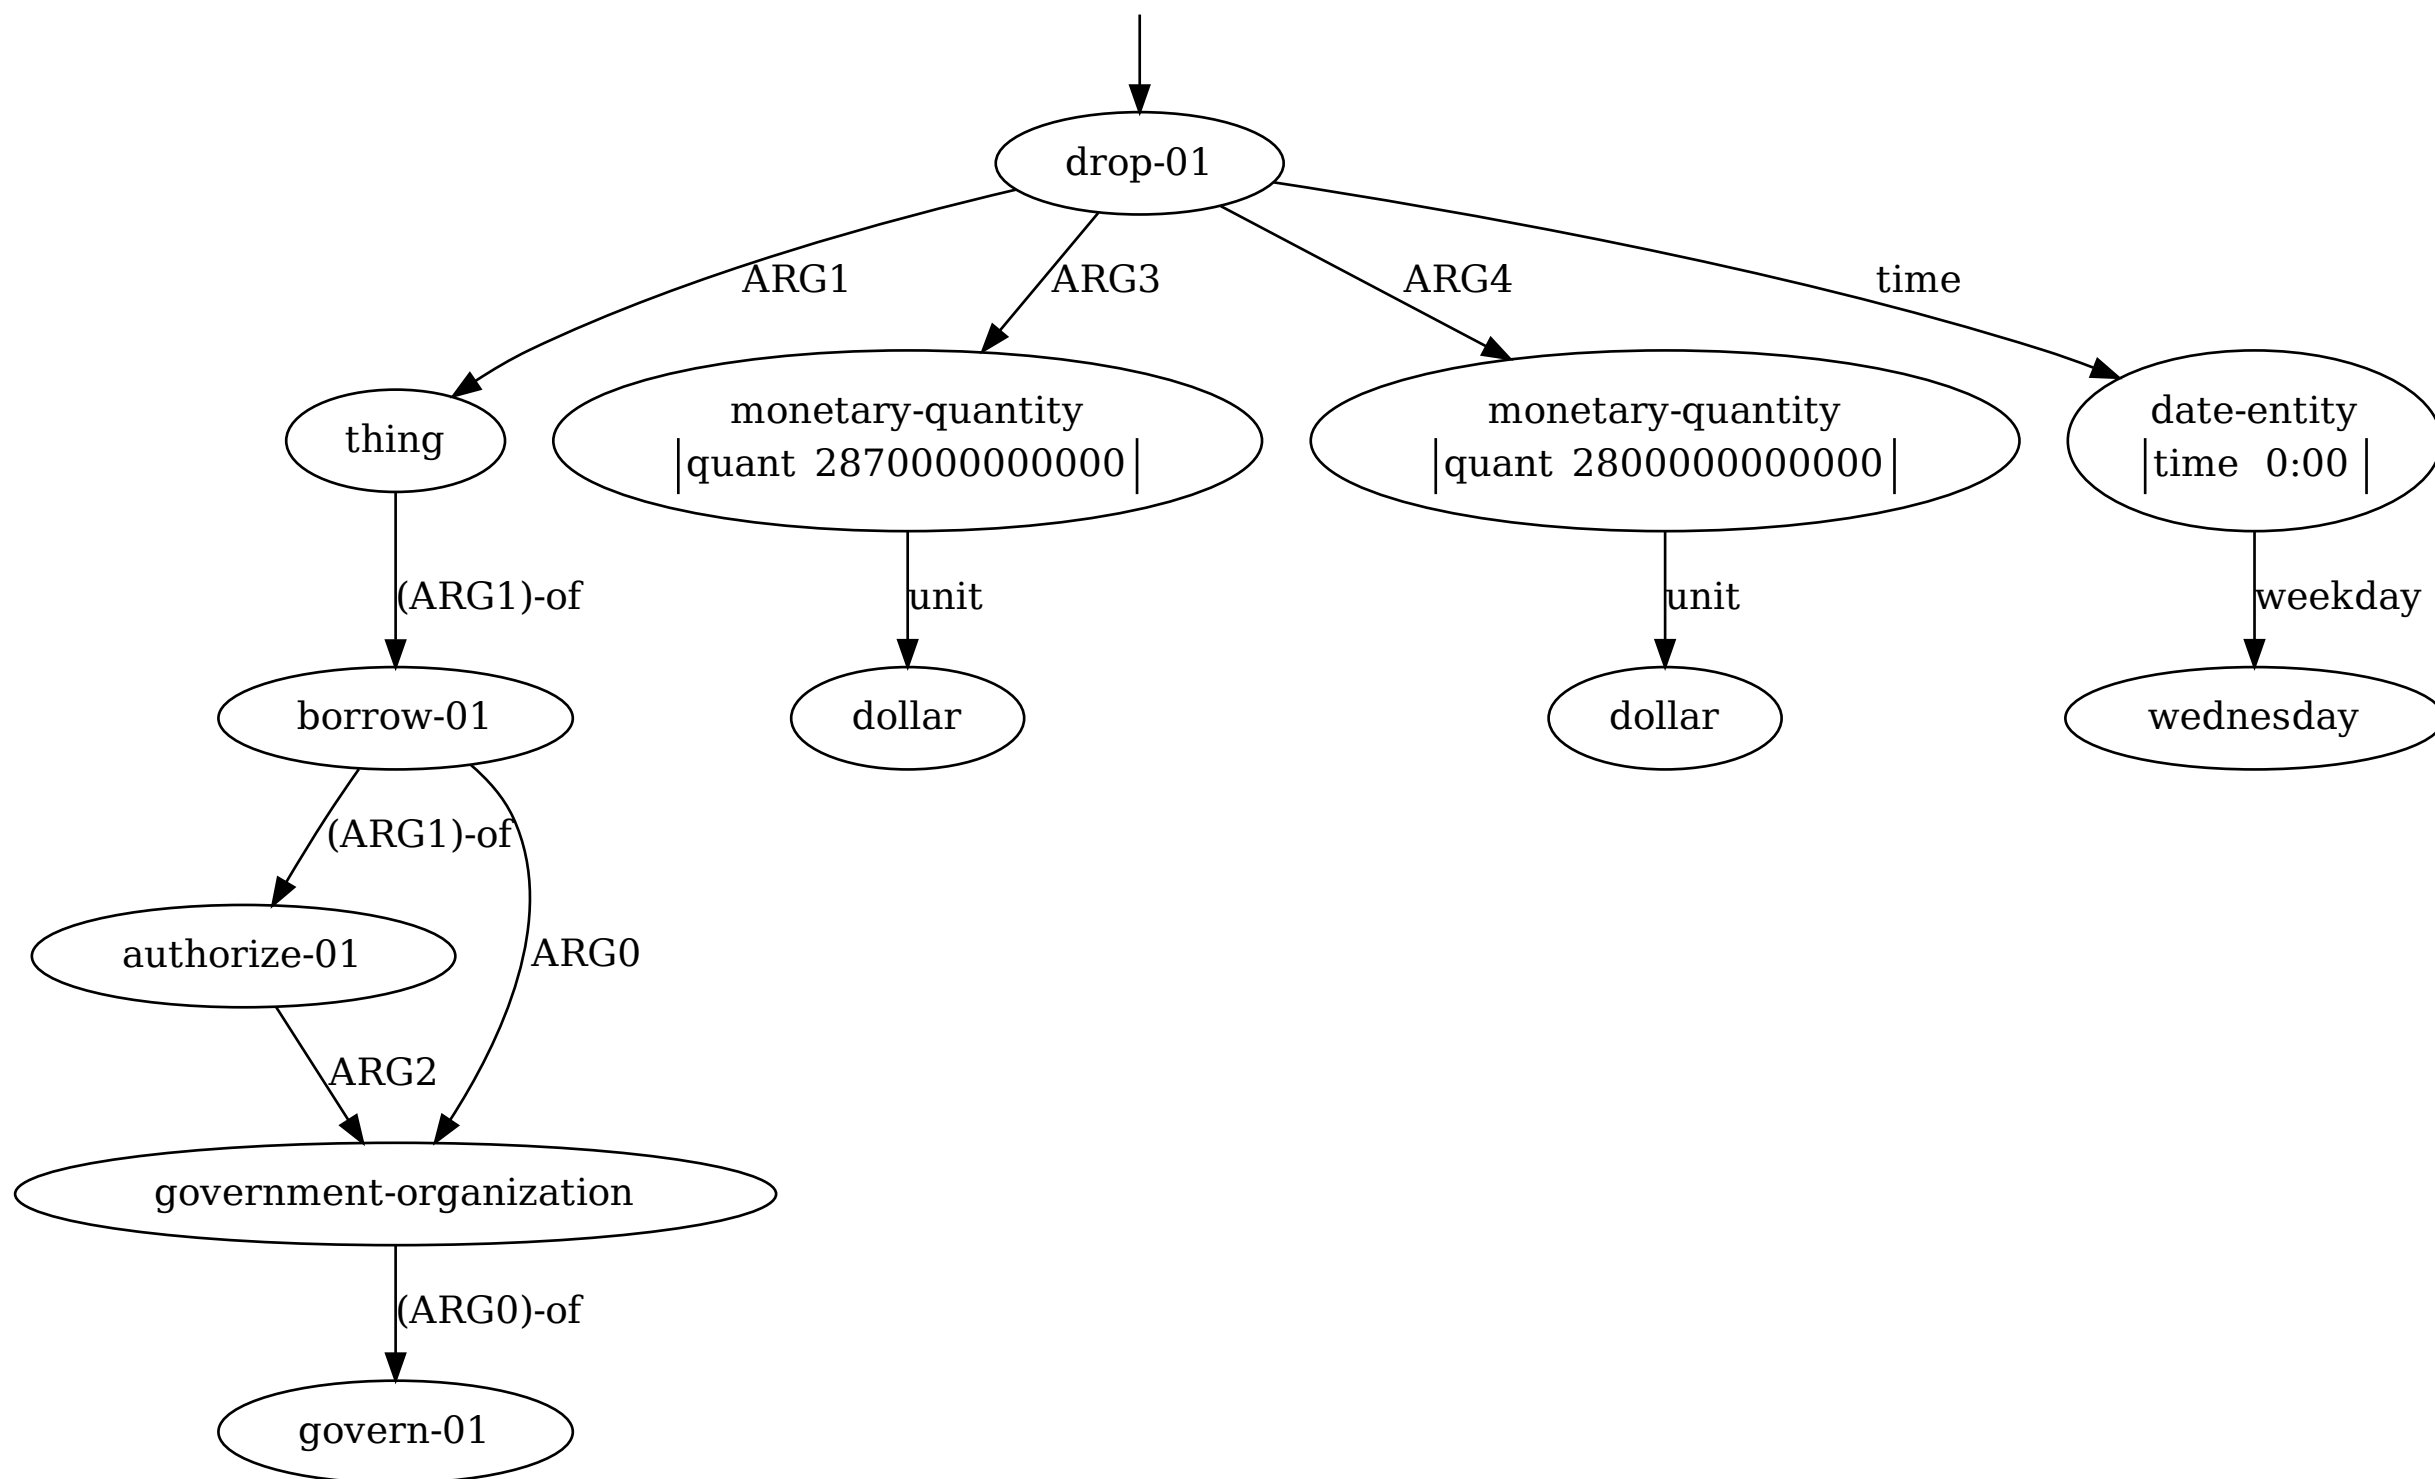 drop-01
ARG1
ARG3
ARG4
time
thing
monetary-quantity
quant 2870000000000
monetary-quantity
quant 2800000000000
date-entity
time 0:00
(ARG1)-of
unit
unit
weekday
borrow-01
dollar
dollar
wednesday
(ARG1)-of
authorize-01
ARG0
ARG2
government-organization
(ARG0)-of
govern-01